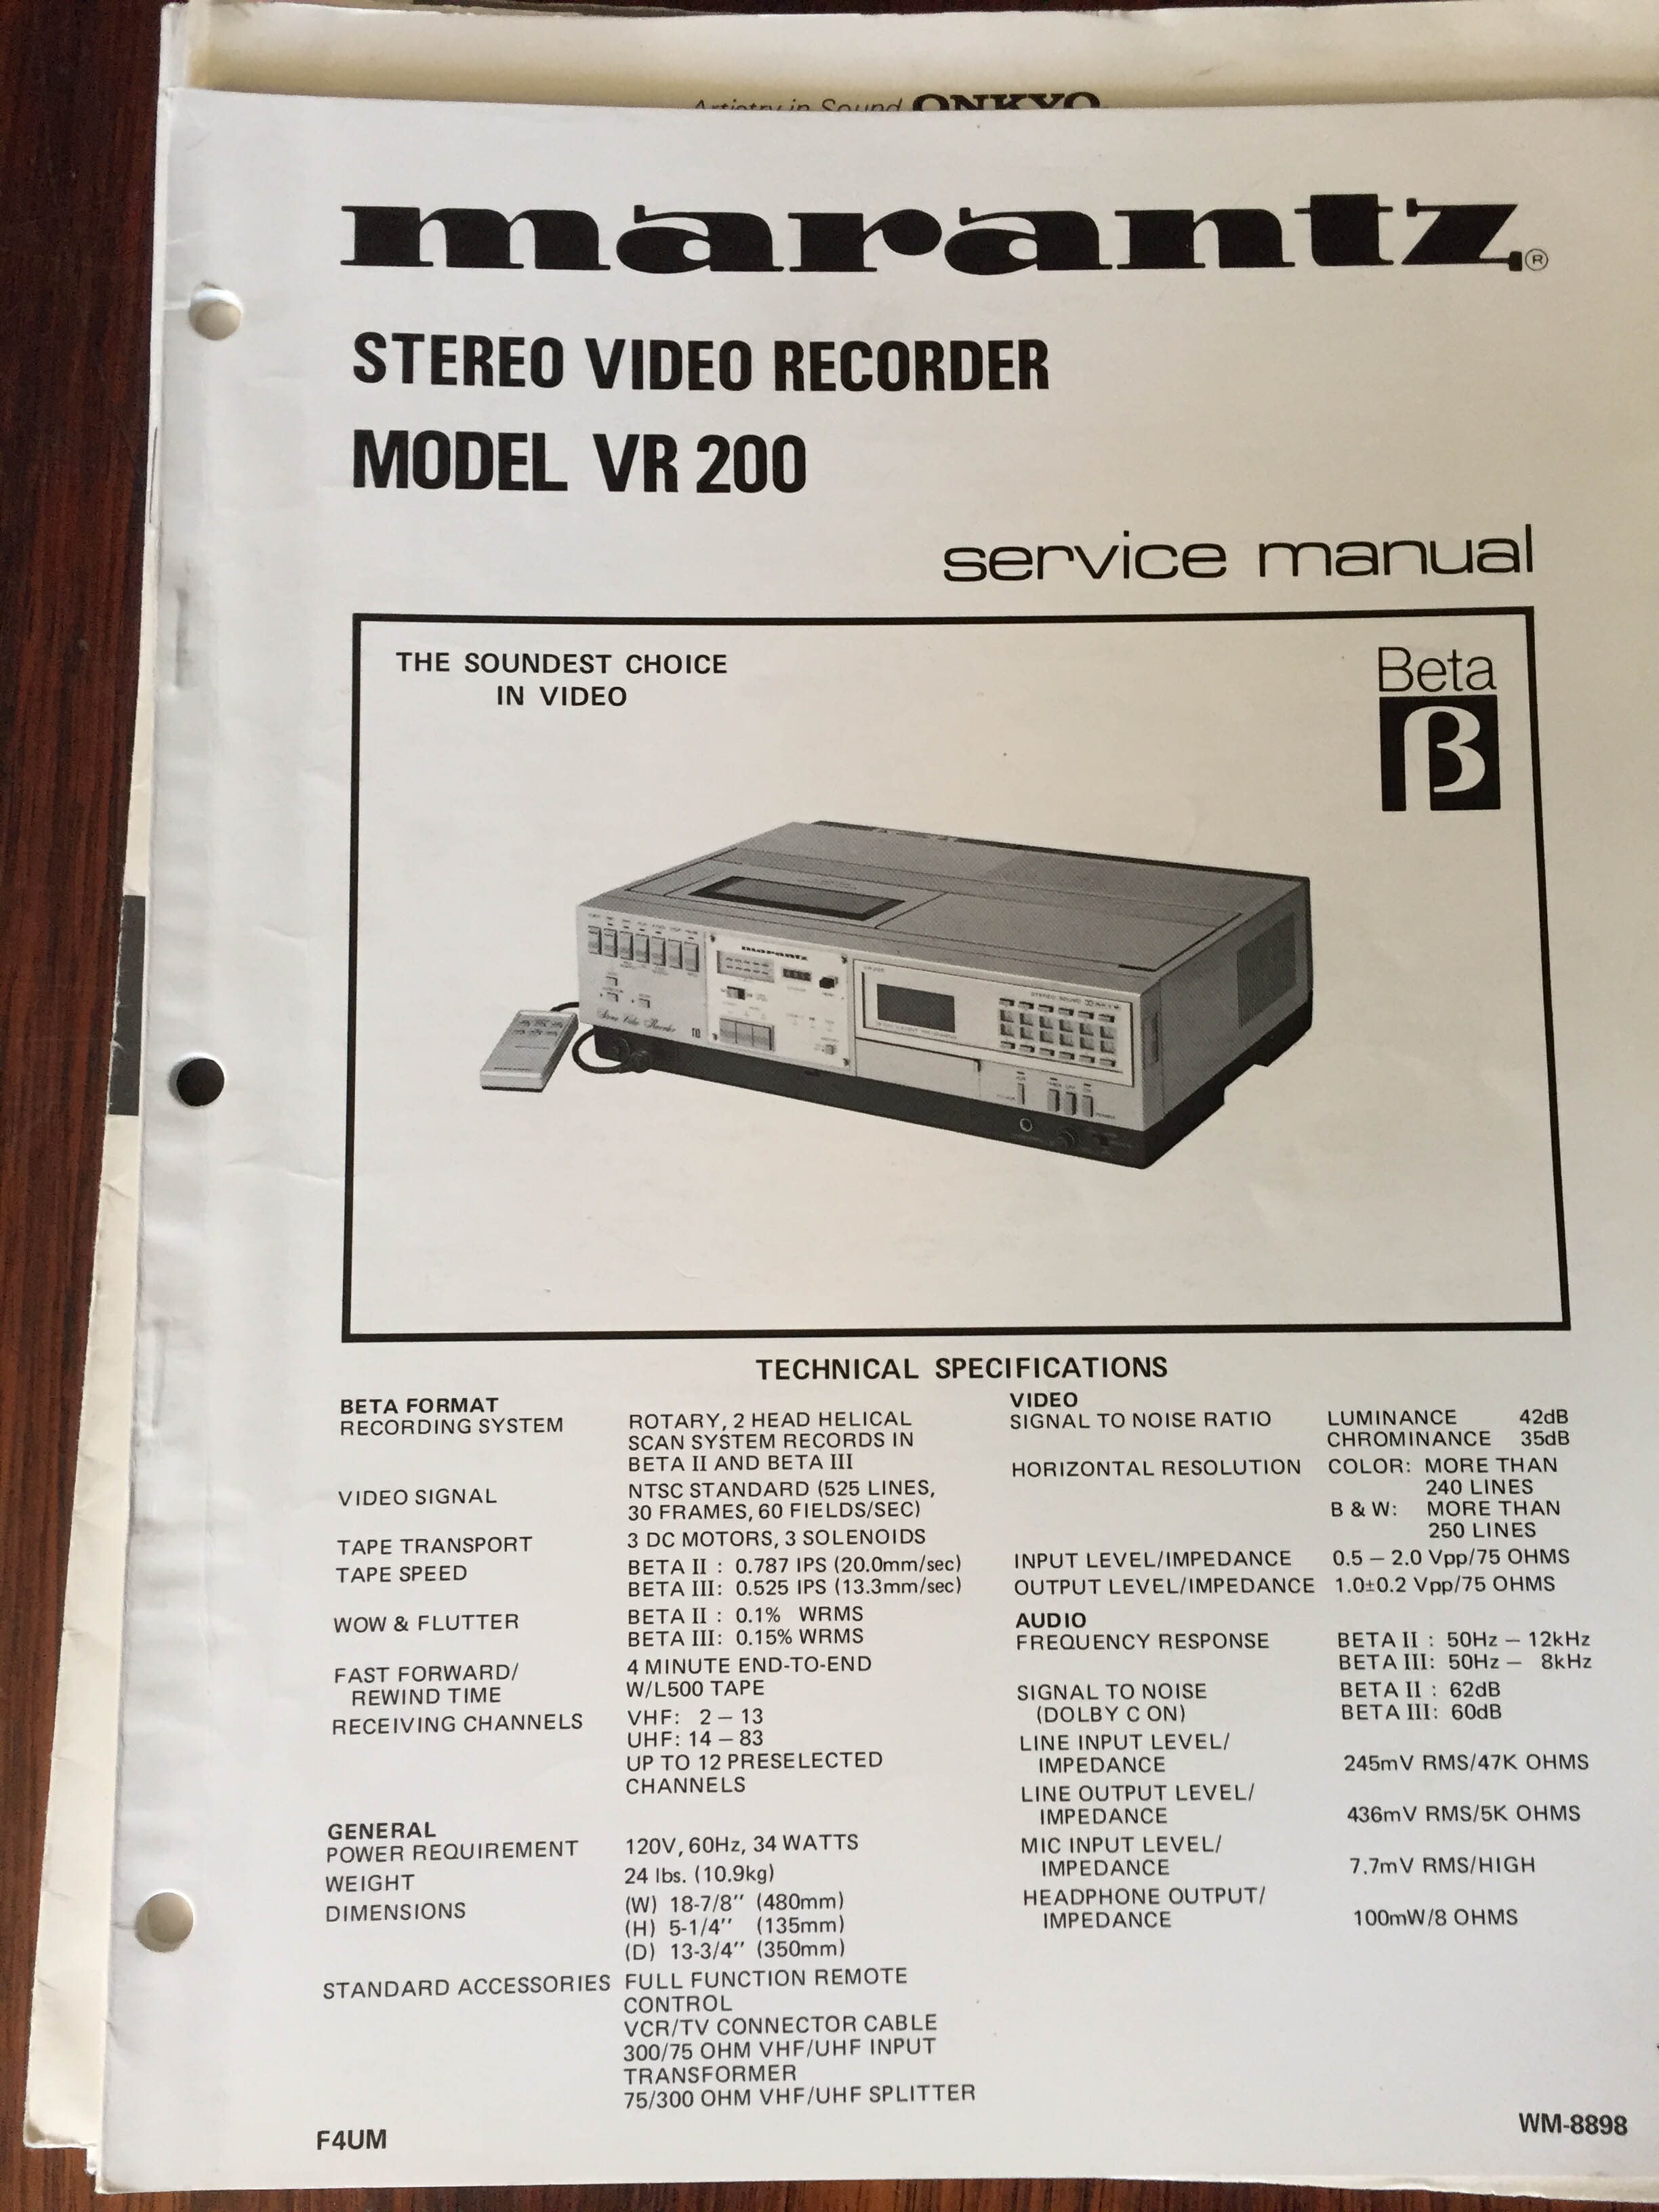 Artistry in Sound ONKYO
marantz®
STEREO VIDEO RECORDER
MODEL VR 200
service manual
THE SOUNDEST CHOICE
IN VIDEO
Beta
β
marantz
Stereo Video Recorder
TECHNICAL SPECIFICATIONS
BETA FORMAT
RECORDING SYSTEM ROTARY, 2 HEAD HELICAL
SCAN SYSTEM RECORDS IN
BETA II AND BETA III
VIDEO SIGNAL NTSC STANDARD (525 LINES,
30 FRAMES, 60 FIELDS/SEC)
TAPE TRANSPORT 3 DC MOTORS, 3 SOLENOIDS
TAPE SPEED BETA II : 0.787 IPS (20.0mm/sec)
BETA III: 0.525 IPS (13.3mm/sec)
WOW & FLUTTER BETA II : 0.1% WRMS
BETA III: 0.15% WRMS
FAST FORWARD/ 4 MINUTE END-TO-END
REWIND TIME W/L500 TAPE
RECEIVING CHANNELS VHF: 2 – 13
UHF: 14 – 83
UP TO 12 PRESELECTED
CHANNELS
GENERAL
POWER REQUIREMENT 120V, 60Hz, 34 WATTS
WEIGHT 24 lbs. (10.9kg)
DIMENSIONS (W) 18-7/8" (480mm)
(H) 5-1/4" (135mm)
(D) 13-3/4" (350mm)
STANDARD ACCESSORIES FULL FUNCTION REMOTE
CONTROL
VCR/TV CONNECTOR CABLE
300/75 OHM VHF/UHF INPUT
TRANSFORMER
75/300 OHM VHF/UHF SPLITTER
VIDEO
SIGNAL TO NOISE RATIO LUMINANCE 42dB
CHROMINANCE 35dB
HORIZONTAL RESOLUTION COLOR: MORE THAN
240 LINES
B & W: MORE THAN
250 LINES
INPUT LEVEL/IMPEDANCE 0.5 – 2.0 Vpp/75 OHMS
OUTPUT LEVEL/IMPEDANCE 1.0±0.2 Vpp/75 OHMS
AUDIO
FREQUENCY RESPONSE BETA II : 50Hz – 12kHz
BETA III: 50Hz – 8kHz
SIGNAL TO NOISE BETA II : 62dB
(DOLBY C ON) BETA III: 60dB
LINE INPUT LEVEL/
IMPEDANCE 245mV RMS/47K OHMS
LINE OUTPUT LEVEL/
IMPEDANCE 436mV RMS/5K OHMS
MIC INPUT LEVEL/
IMPEDANCE 7.7mV RMS/HIGH
HEADPHONE OUTPUT/
IMPEDANCE 100mW/8 OHMS
F4UM
WM-8898